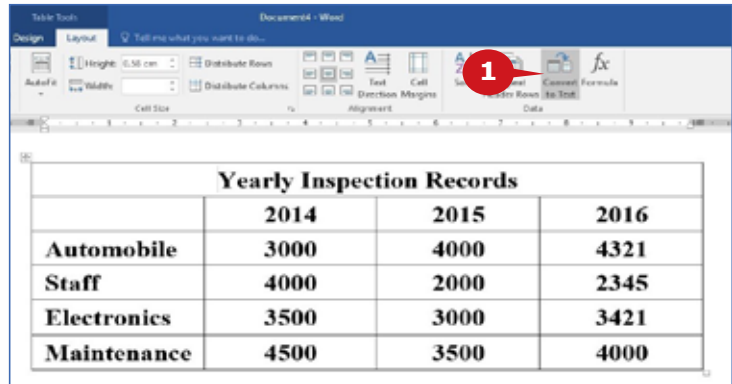 Table Tools Document4 - Word
Design Layout Tell me what you want to do...
Height: 0.58 cm Distribute Rows
AutoFit Width: Distribute Columns Text Direction Cell Margins Header Rows Convert to Text Formula
Cell Size Alignment Data
1
Yearly Inspection Records
2014 2015 2016
Automobile 3000 4000 4321
Staff 4000 2000 2345
Electronics 3500 3000 3421
Maintenance 4500 3500 4000